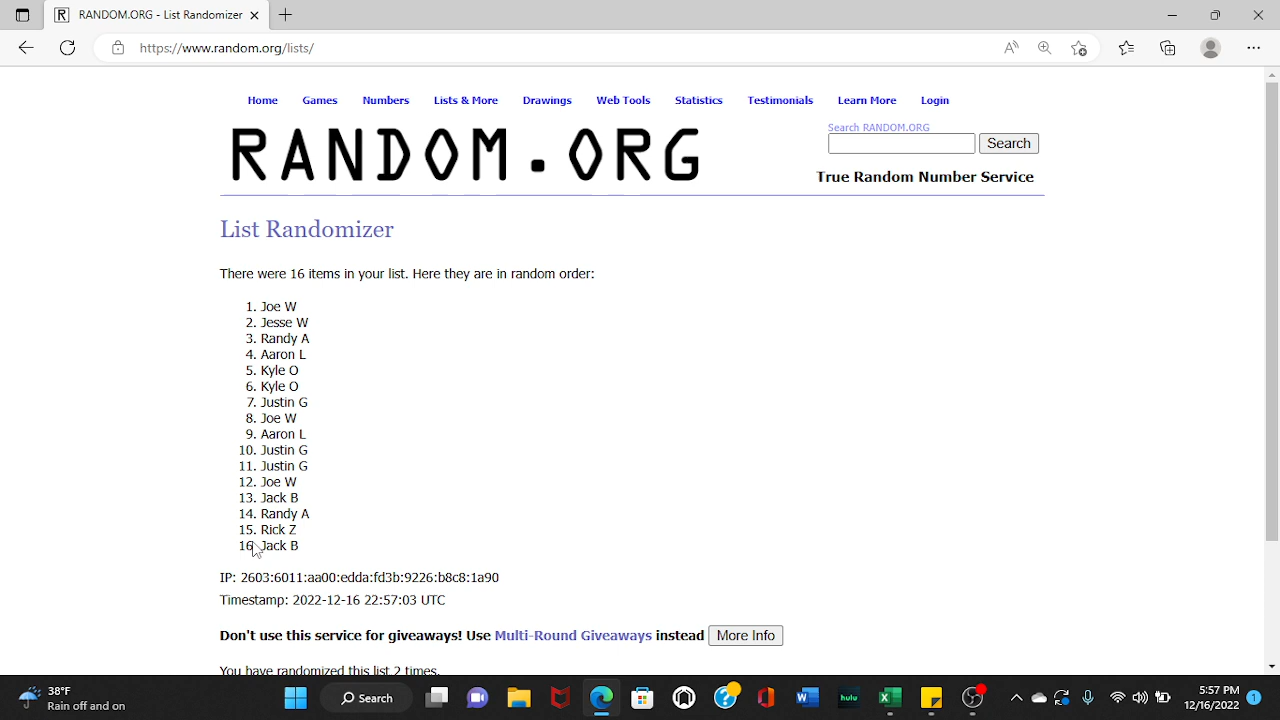 RANDOM.ORG - List Randomizer
https://www.random.org/lists/
Home Games Numbers Lists & More Drawings Web Tools Statistics Testimonials Learn More Login
RANDOM.ORG
Search RANDOM.ORG
Search
True Random Number Service
List Randomizer
There were 16 items in your list. Here they are in random order:
1. Joe W
2. Jesse W
3. Randy A
4. Aaron L
5. Kyle O
6. Kyle O
7. Justin G
8. Joe W
9. Aaron L
10. Justin G
11. Justin G
12. Joe W
13. Jack B
14. Randy A
15. Rick Z
16. Jack B
IP: 2603:6011:aa00:edda:fd3b:9226:b8c8:1a90
Timestamp: 2022-12-16 22:57:03 UTC
Don't use this service for giveaways! Use Multi-Round Giveaways instead More Info
You have randomized this list 2 times.
38°F
Rain off and on
Search
hulu
5:57 PM
12/16/2022
1